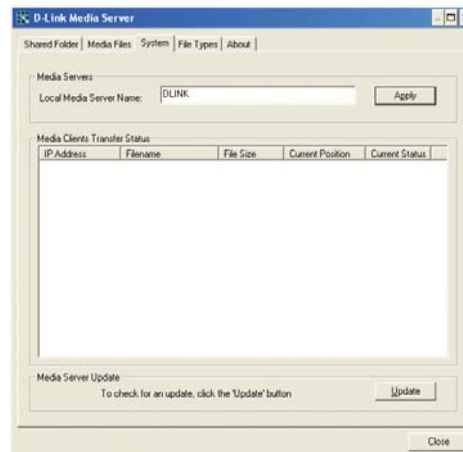 D-Link Media Server
Shared Folder Media Files System File Types About
Media Servers
Local Media Server Name: DLINK Apply
Media Clients Transfer Status
IP Address Filename File Size Current Position Current Status
Media Server Update
To check for an update, click the 'Update' button Update
Close